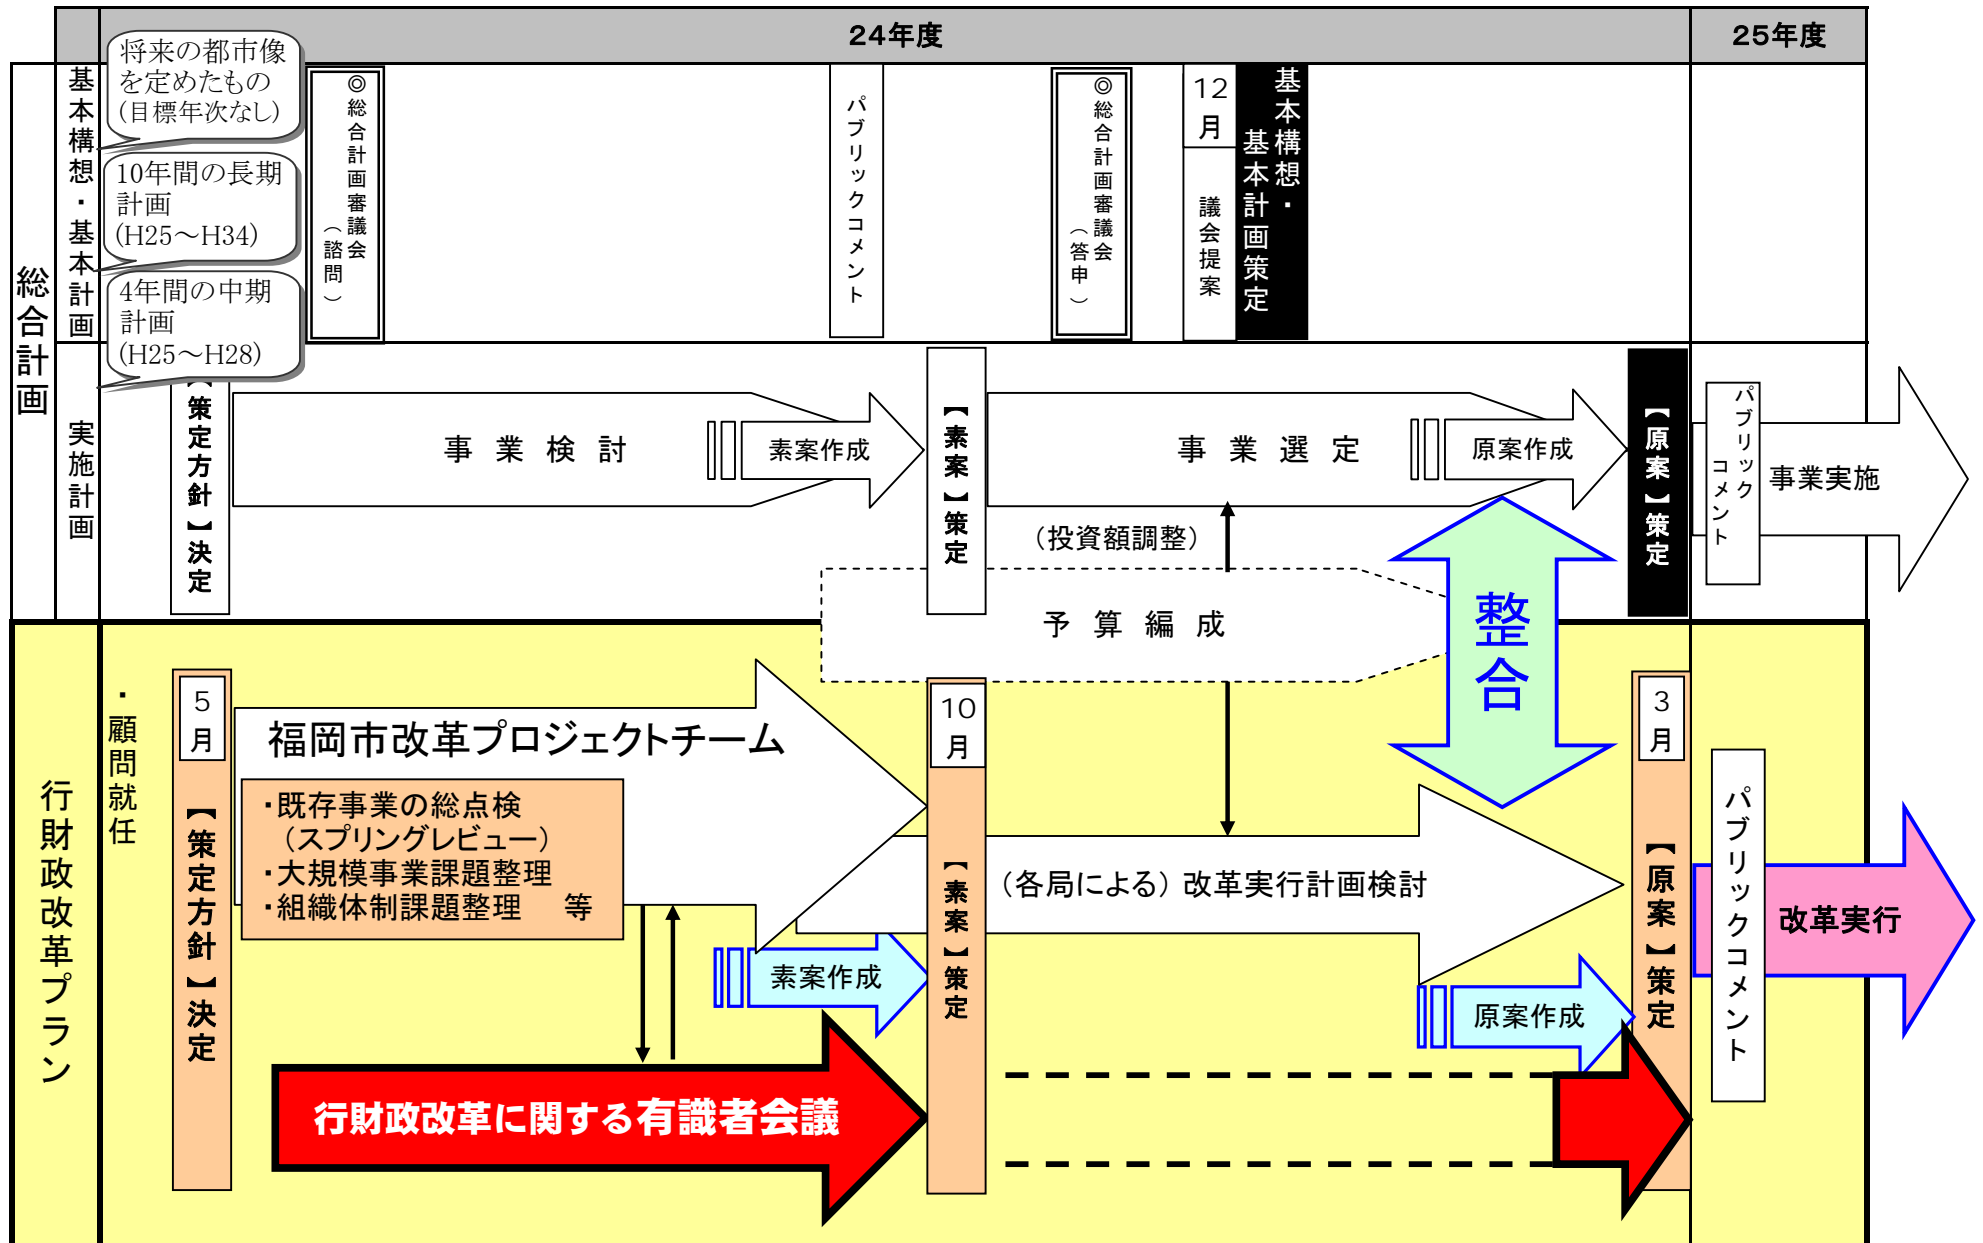 24年度
25年度
総合計画
基本構想・基本計画
将来の都市像
を定めたもの
(目標年次なし)
10年間の長期
計画
(H25～H34)
4年間の中期
計画
(H25～H28)
◎総合計画審議会
（諮問）
パブリックコメント
◎総合計画審議会
（答申）
12
月
議会提案
基本構想・
基本計画策定
実施計画
【策定方針】決定
事業検討
素案作成
【素案】策定
事業選定
原案作成
【原案】策定
パブリック
コメント
事業実施
（投資額調整）
予算編成
整合
行財政改革プラン
・顧問就任
5
月
【策定方針】決定
福岡市改革プロジェクトチーム
・既存事業の総点検
（スプリングレビュー）
・大規模事業課題整理
・組織体制課題整理　等
素案作成
10
月
【素案】策定
（各局による）改革実行計画検討
原案作成
3
月
【原案】策定
パブリックコメント
改革実行
行財政改革に関する有識者会議